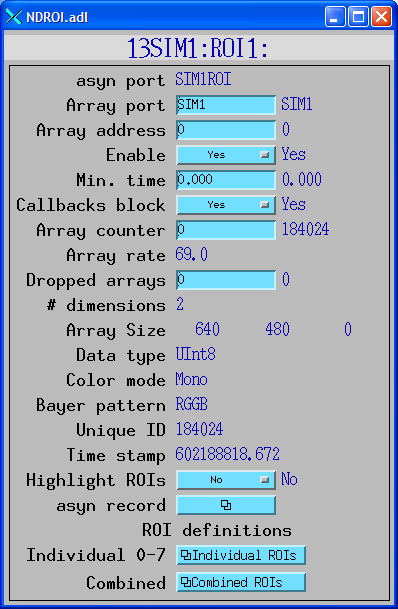 NDROI.adl
13SIM1:ROI1:
asyn port SIM1ROI
Array port SIM1 SIM1
Array address 0 0
Enable Yes Yes
Min. time 0.000 0.000
Callbacks block Yes Yes
Array counter 0 184024
Array rate 69.0
Dropped arrays 0 0
# dimensions 2
Array Size 640 480 0
Data type UInt8
Color mode Mono
Bayer pattern RGGB
Unique ID 184024
Time stamp 602188818.672
Highlight ROIs No No
asyn record
ROI definitions
Individual 0-7 Individual ROIs
Combined Combined ROIs